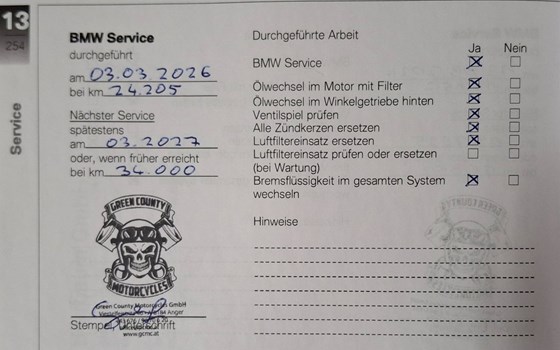 13
254
Service
BMW Service
durchgeführt
am 03.03.2026
bei km 24.205
Nächster Service
spätestens
am 03.2027
oder, wenn früher erreicht
bei km 34.000
GREEN COUNTY
MOTORCYCLES
Green County Motorcycles GmbH
Anger
www.gcmc.at
Stempel, Unterschrift
Durchgeführte Arbeit
Ja Nein
BMW Service
Ölwechsel im Motor mit Filter
Ölwechsel im Winkelgetriebe hinten
Ventilspiel prüfen
Alle Zündkerzen ersetzen
Luftfiltereinsatz ersetzen
Luftfiltereinsatz prüfen oder ersetzen
(bei Wartung)
Bremsflüssigkeit im gesamten System
wechseln
Hinweise